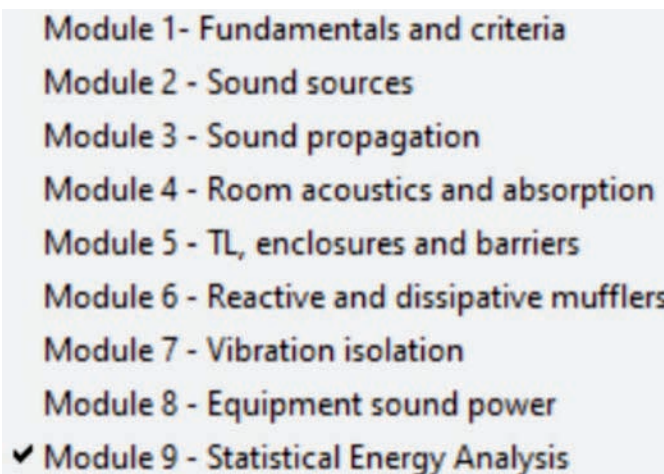 Module 1- Fundamentals and criteria
Module 2 - Sound sources
Module 3 - Sound propagation
Module 4 - Room acoustics and absorption
Module 5 - TL, enclosures and barriers
Module 6 - Reactive and dissipative mufflers
Module 7 - Vibration isolation
Module 8 - Equipment sound power
✔ Module 9 - Statistical Energy Analysis